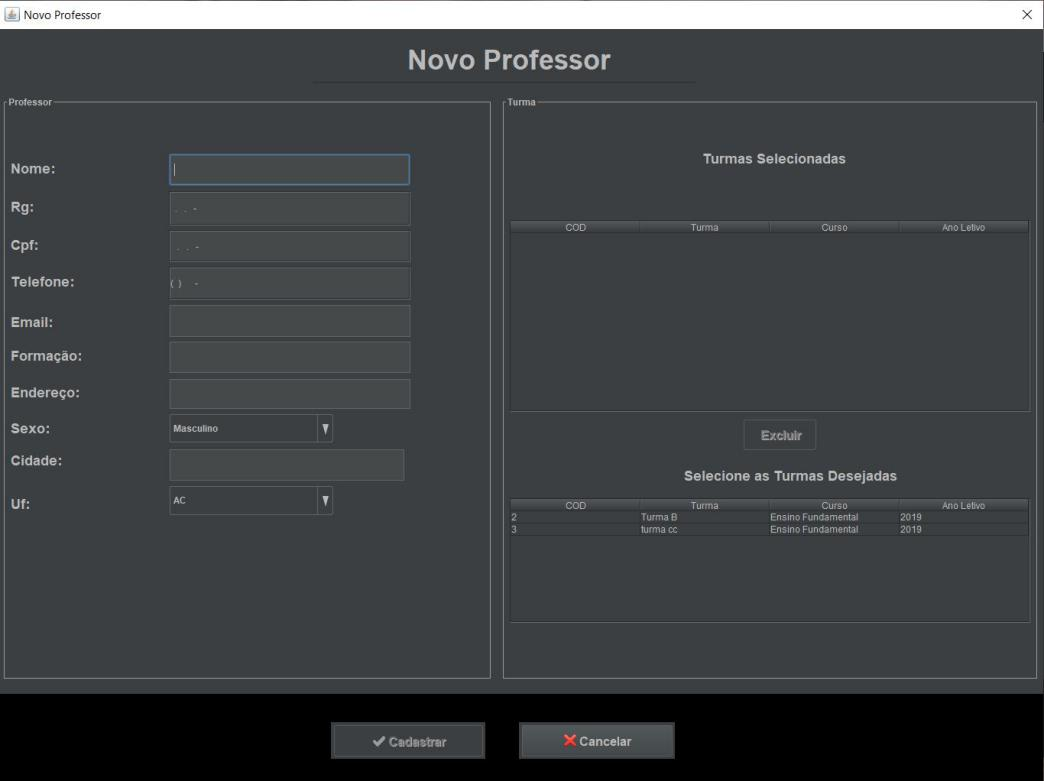 Novo Professor
Novo Professor
Professor
Nome:
Rg: . . -
Cpf: . . -
Telefone: ( ) -
Email:
Formação:
Endereço:
Sexo: Masculino
Cidade:
Uf: AC
Turma
Turmas Selecionadas
COD Turma Curso Ano Letivo
Excluir
Selecione as Turmas Desejadas
COD Turma Curso Ano Letivo
2 Turma B Ensino Fundamental 2019
3 turma cc Ensino Fundamental 2019
Cadastrar
Cancelar